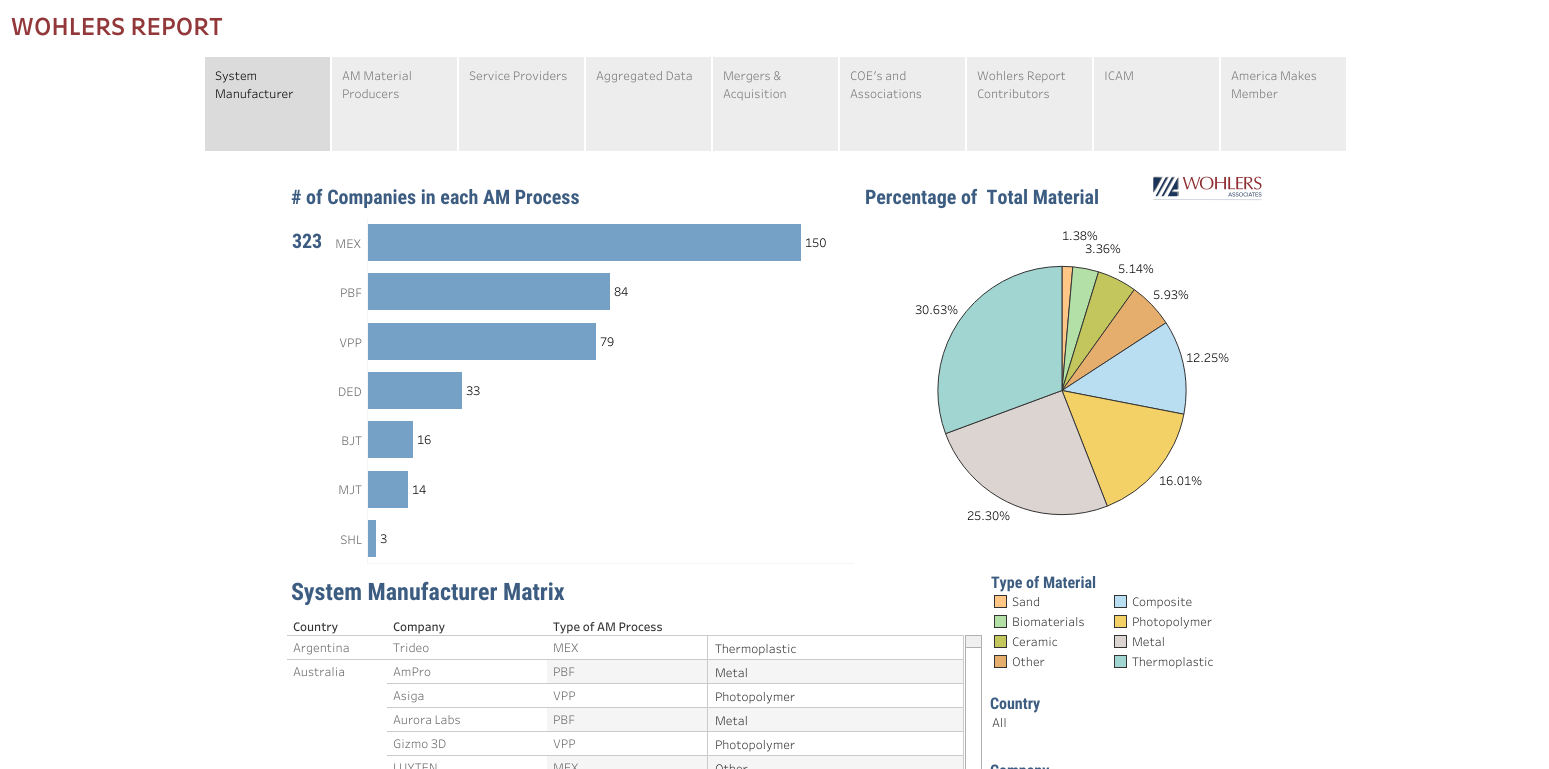 WOHLERS REPORT
System
Manufacturer
AM Material
Producers
Service Providers
Aggregated Data
Mergers &
Acquisition
COE's and
Associations
Wohlers Report
Contributors
ICAM
America Makes
Member
# of Companies in each AM Process
323
MEX 150
PBF 84
VPP 79
DED 33
BJT 16
MJT 14
SHL 3
Percentage of Total Material
WOHLERS
ASSOCIATES
1.38%
3.36%
5.14%
5.93%
12.25%
16.01%
25.30%
30.63%
System Manufacturer Matrix
Country Company Type of AM Process
Argentina Trideo MEX Thermoplastic
Australia AmPro PBF Metal
Asiga VPP Photopolymer
Aurora Labs PBF Metal
Gizmo 3D VPP Photopolymer
LUYTEN MEX Other
Type of Material
Sand Composite
Biomaterials Photopolymer
Ceramic Metal
Other Thermoplastic
Country
All
Company